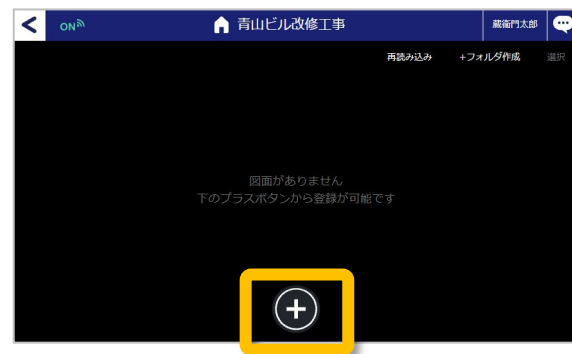 ON
青山ビル改修工事
蔵衛門太郎
再読み込み
+フォルダ作成
選択
図面がありません
下のプラスボタンから登録が可能です